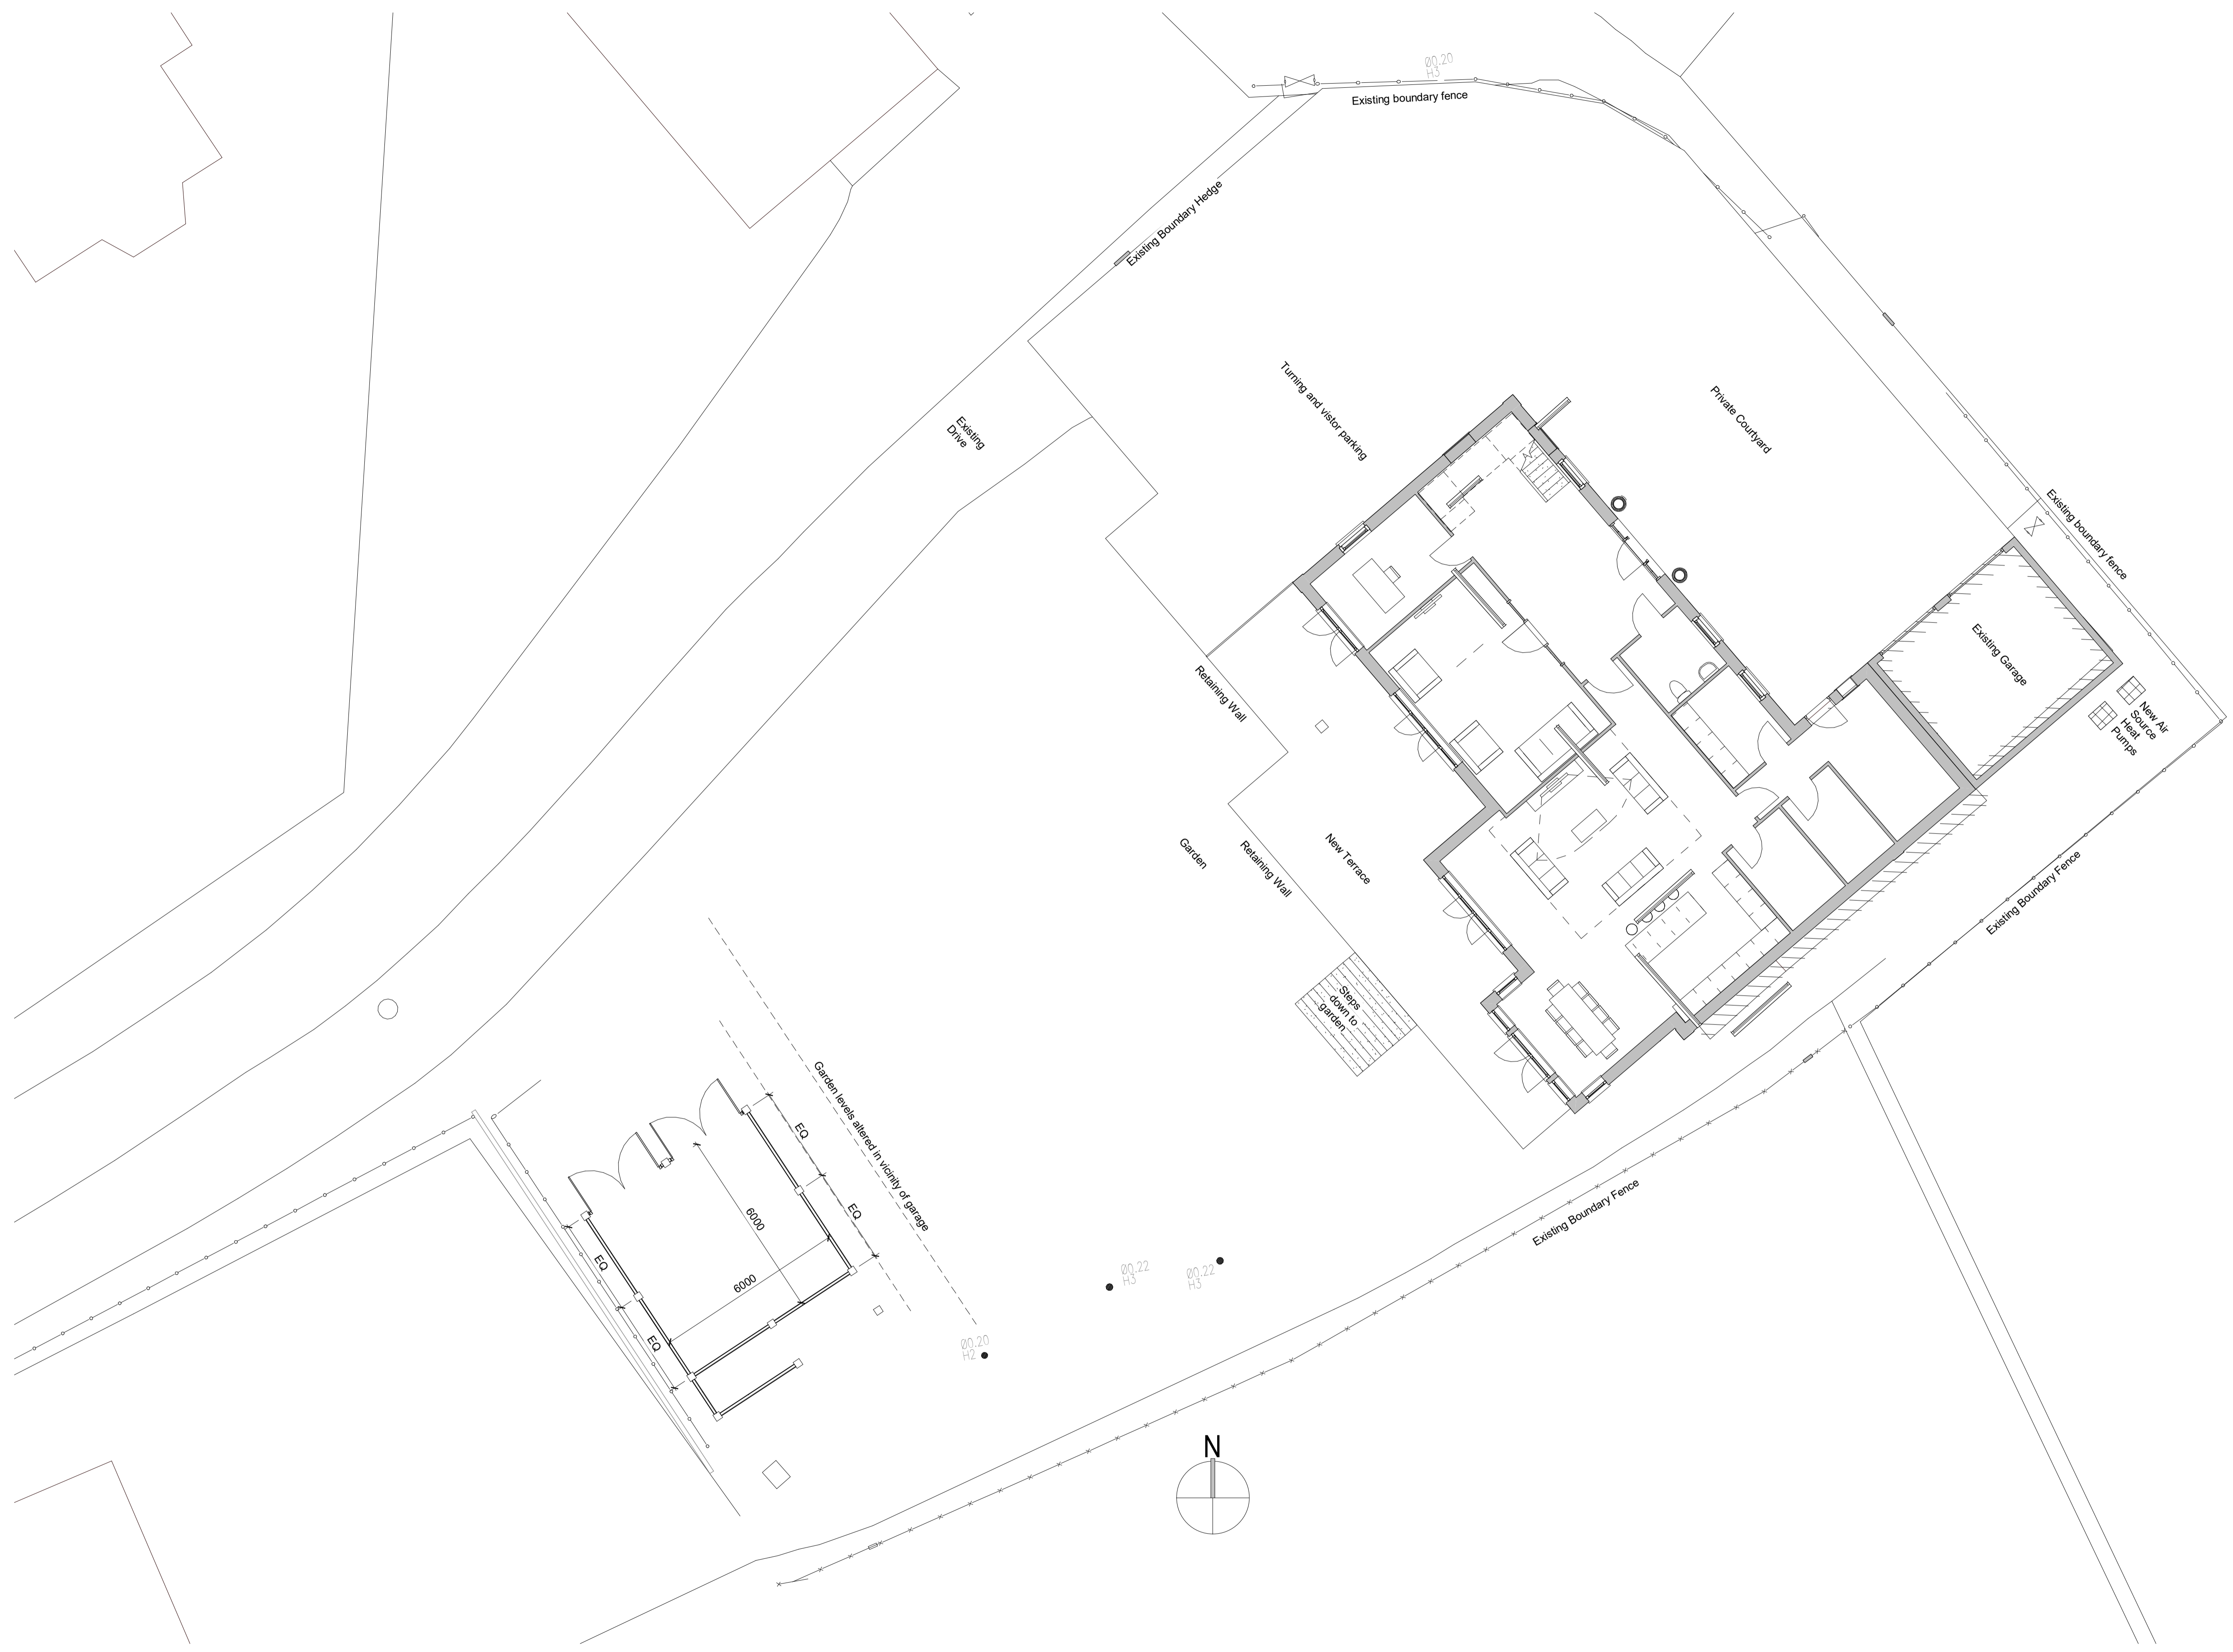 Ø0.20
H3
Existing boundary fence
Existing Boundary Hedge
Turning and vistor parking
Private Courtyard
Existing
Drive
Existing boundary fence
Existing Garage
New Air
Source
Heat
Pumps
Retaining Wall
New Terrace
Garden
Retaining Wall
Existing Boundary Fence
Steps
down to
garden
Garden levels altered in vicinity of garage
EQ
EQ
6000
6000
EQ
EQ
Existing Boundary Fence
Ø0.22
H3
Ø0.22
H3
Ø0.20
H2
N